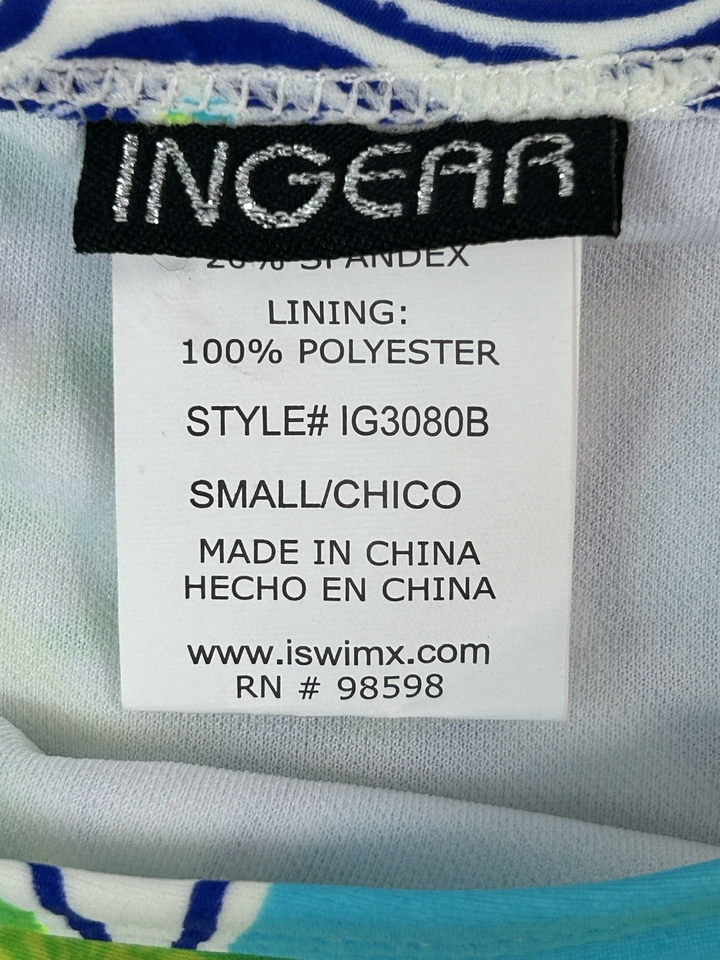 INGEAR
20% SPANDEX
LINING:
100% POLYESTER
STYLE# IG3080B
SMALL/CHICO
MADE IN CHINA
HECHO EN CHINA
www.iswimx.com
RN # 98598